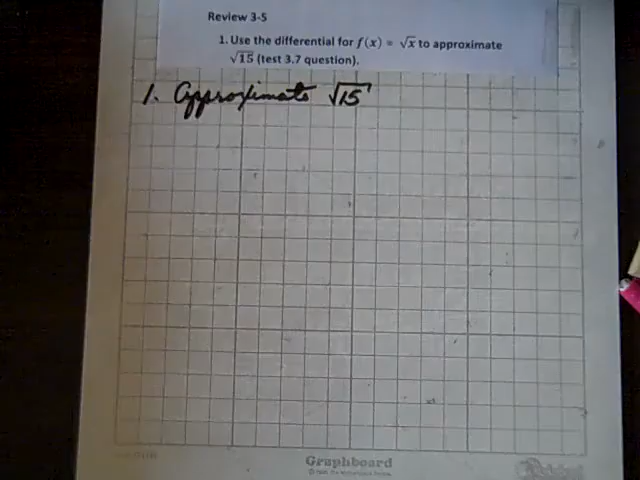 Review 3-5
1. Use the differential for f(x) = √x to approximate
√15 (test 3.7 question).
1. Approximate √15
Graphboard